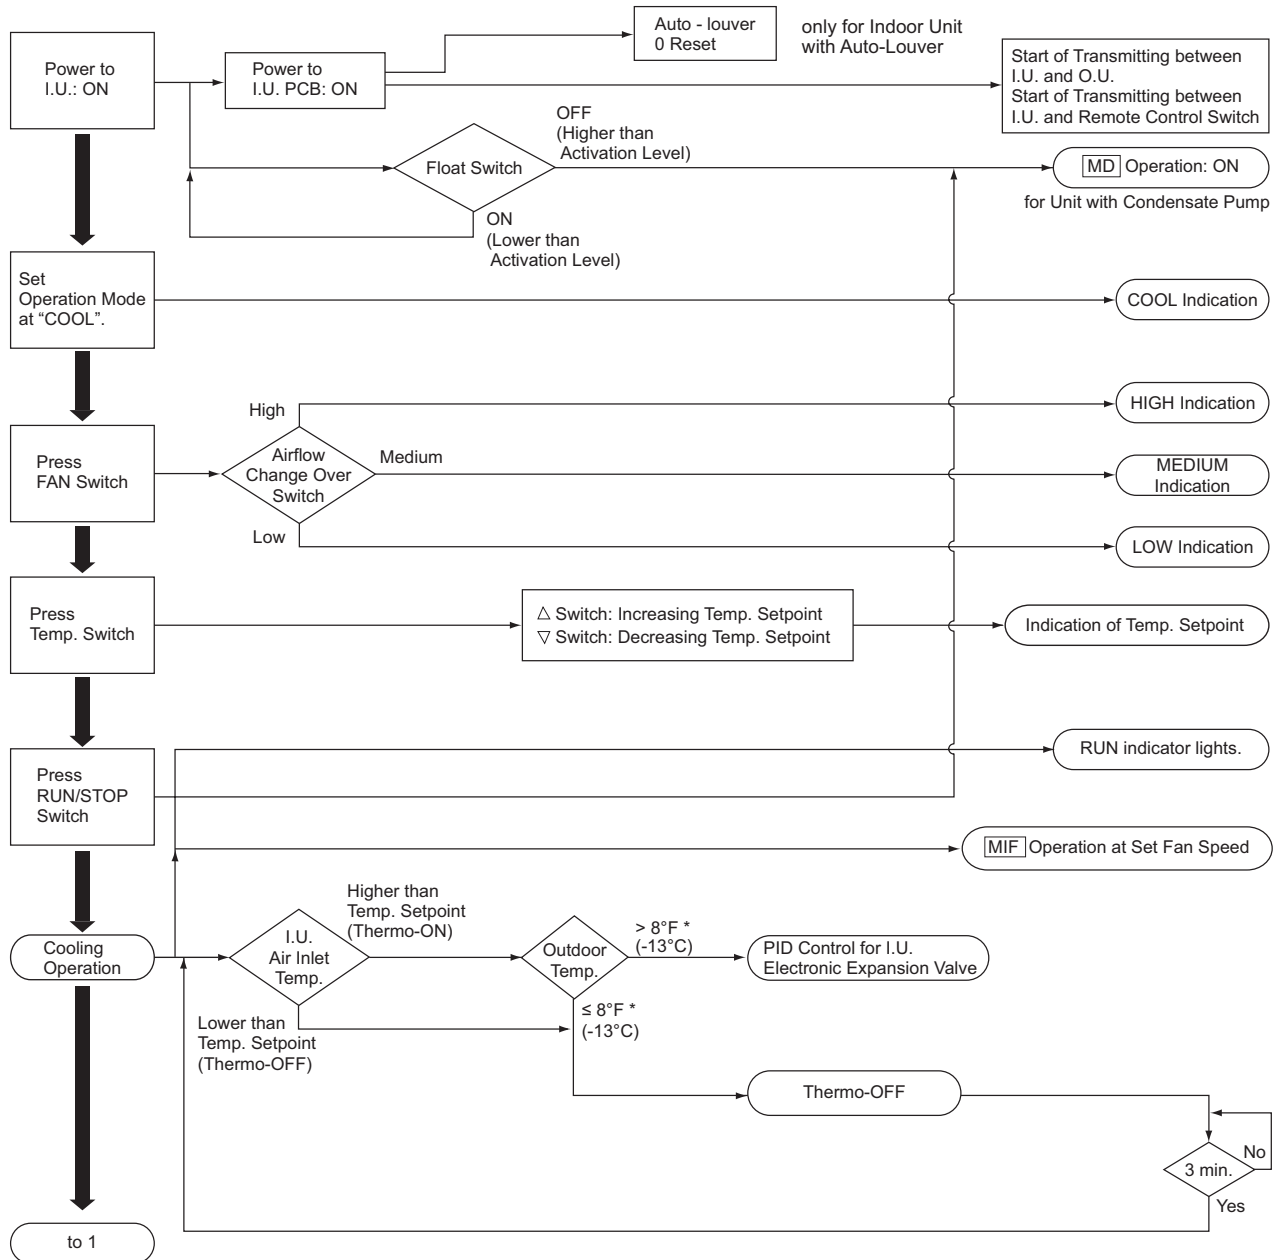 Power to
I.U.: ON
Power to
I.U. PCB: ON
Auto - louver
0 Reset
only for Indoor Unit
with Auto-Louver
Start of Transmitting between
I.U. and O.U.
Start of Transmitting between
I.U. and Remote Control Switch
OFF
(Higher than
Activation Level)
Float Switch
ON
(Lower than
Activation Level)
MD Operation: ON
for Unit with Condensate Pump
Set
Operation Mode
at “COOL”.
COOL Indication
Press
FAN Switch
High
Airflow
Change Over
Switch
Medium
Low
HIGH Indication
MEDIUM
Indication
LOW Indication
Press
Temp. Switch
△ Switch: Increasing Temp. Setpoint
▽ Switch: Decreasing Temp. Setpoint
Indication of Temp. Setpoint
Press
RUN/STOP
Switch
RUN indicator lights.
MIF Operation at Set Fan Speed
Cooling
Operation
I.U.
Air Inlet
Temp.
Higher than
Temp. Setpoint
(Thermo-ON)
Lower than
Temp. Setpoint
(Thermo-OFF)
Outdoor
Temp.
> 8°F *
(-13°C)
≤ 8°F *
(-13°C)
PID Control for I.U.
Electronic Expansion Valve
Thermo-OFF
3 min.
No
Yes
to 1